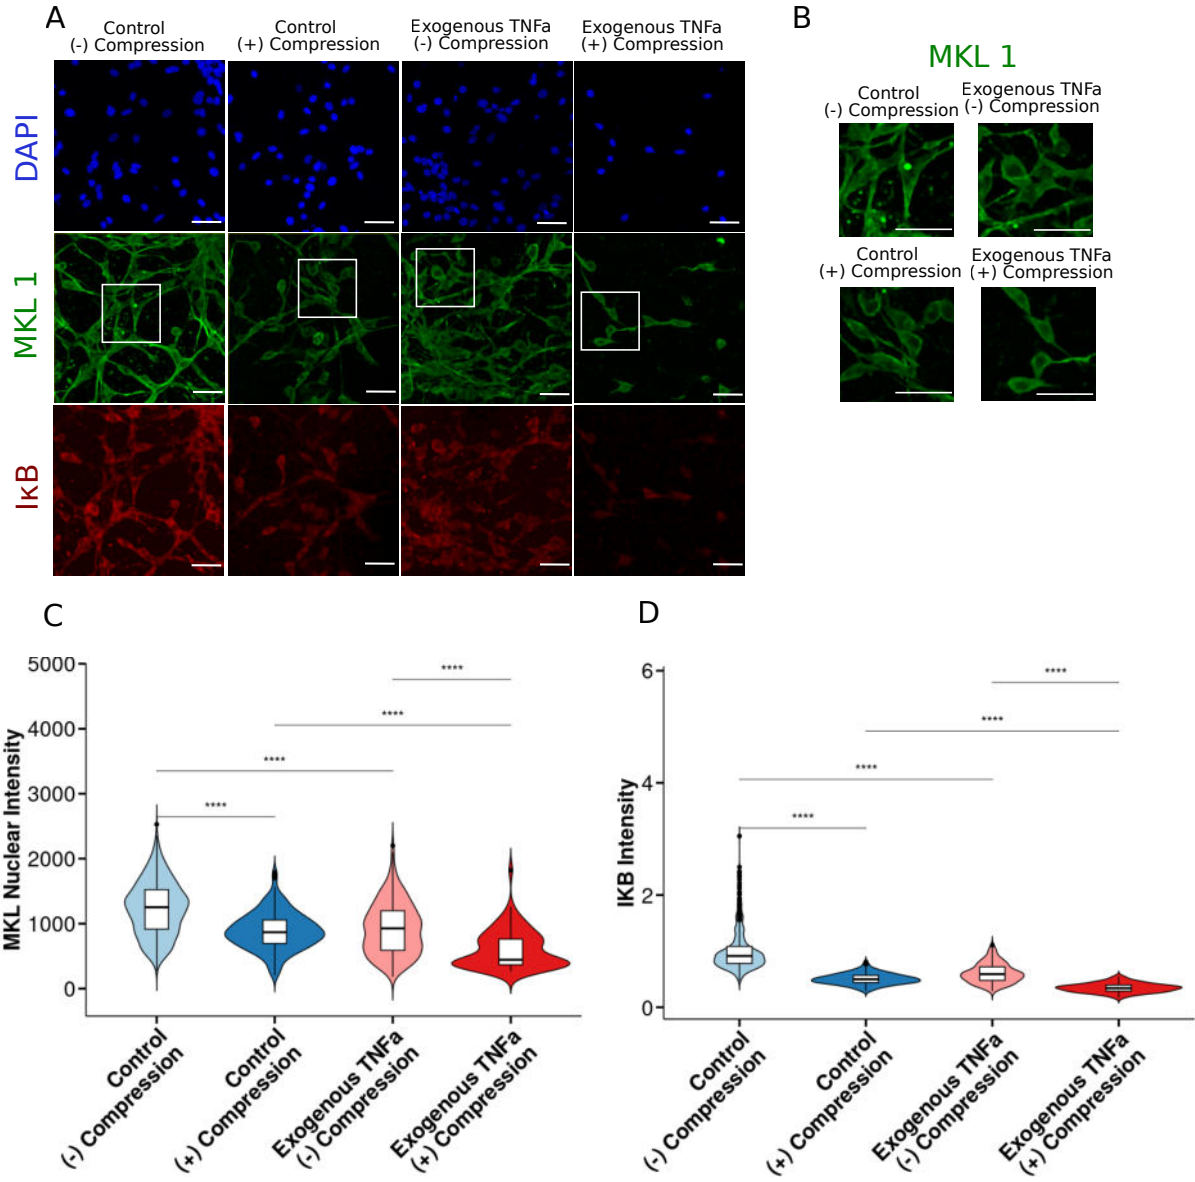 A
Control
(-) Compression
Control
(+) Compression
Exogenous TNFa
(-) Compression
Exogenous TNFa
(+) Compression
DAPI
MKL 1
IκB
B
MKL 1
Control
(-) Compression
Exogenous TNFa
(-) Compression
Control
(+) Compression
Exogenous TNFa
(+) Compression
C
MKL Nuclear Intensity
5000
4000
3000
2000
1000
0
****
****
****
****
Control
(-) Compression
Control
(+) Compression
Exogenous TNFa
(-) Compression
Exogenous TNFa
(+) Compression
D
IKB Intensity
6
4
2
0
****
****
****
****
Control
(-) Compression
Control
(+) Compression
Exogenous TNFa
(-) Compression
Exogenous TNFa
(+) Compression